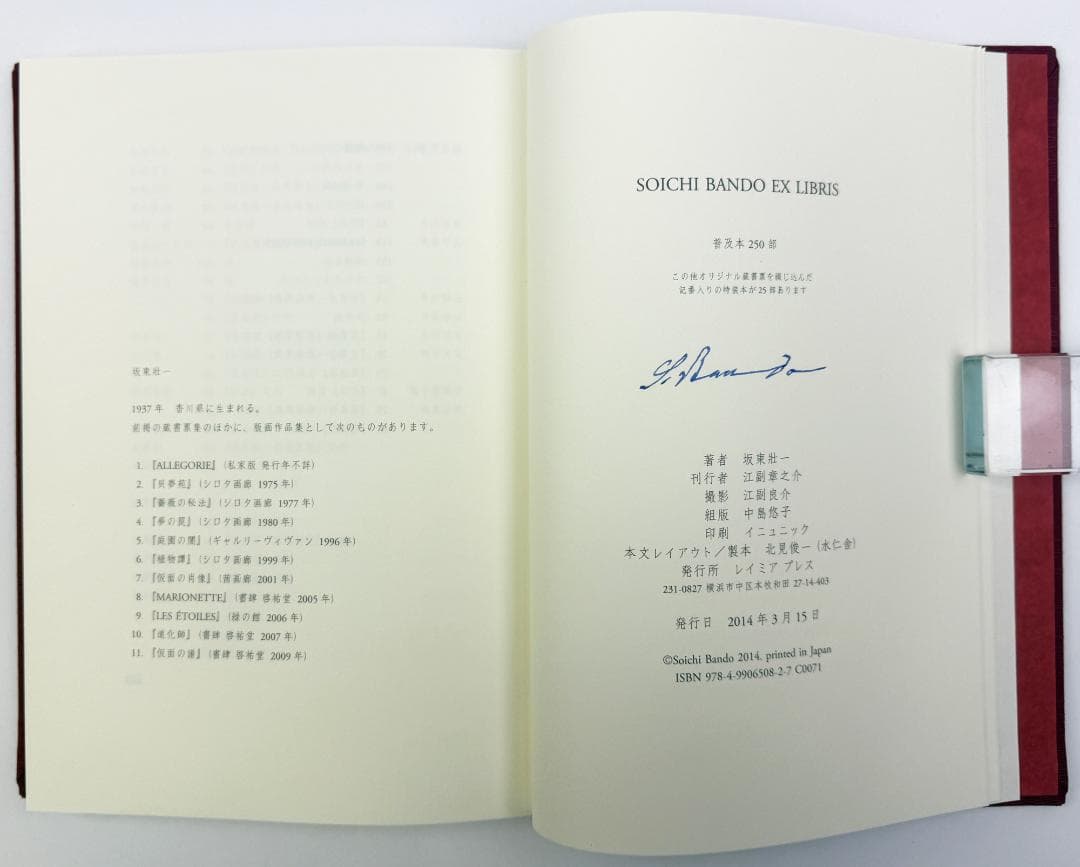 坂東壯一
1937年 香川県に生まれる。
前掲の蔵書票集のほかに、版画作品集として次のものがあります。
1. 『ALLEGORIE』(私家版 発行年不詳)
2. 『貝夢苑』(シロタ画廊 1975年)
3. 『薔薇の秘法』(シロタ画廊 1977年)
4. 『夢の罠』(シロタ画廊 1980年)
5. 『庭園の闇』(ギャルリーヴィヴァン 1996年)
6. 『植物譚』(シロタ画廊 1999年)
7. 『仮面の肖像』(茜画廊 2001年)
8. 『MARIONETTE』(書肆 啓祐堂 2005年)
9. 『LES ÉTOILES』(緑の館 2006年)
10. 『道化師』(書肆 啓祐堂 2007年)
11. 『仮面の譜』(書肆 啓祐堂 2009年)
SOICHI BANDO EX LIBRIS
普及本250部
この他オリジナル蔵書票を綴じ込んだ
記番入りの特装本が25部あります
S. Bando
著者 坂東壯一
刊行者 江副章之介
撮影 江副良介
組版 中島悠子
印刷 イニュニック
本文レイアウト/製本 北見俊一(水仁舎)
発行所 レイミア プレス
231-0827 横浜市中区本牧和田 27-14-403
発行日 2014年3月15日
©Soichi Bando 2014, printed in Japan
ISBN 978-4-9906508-2-7 C0071